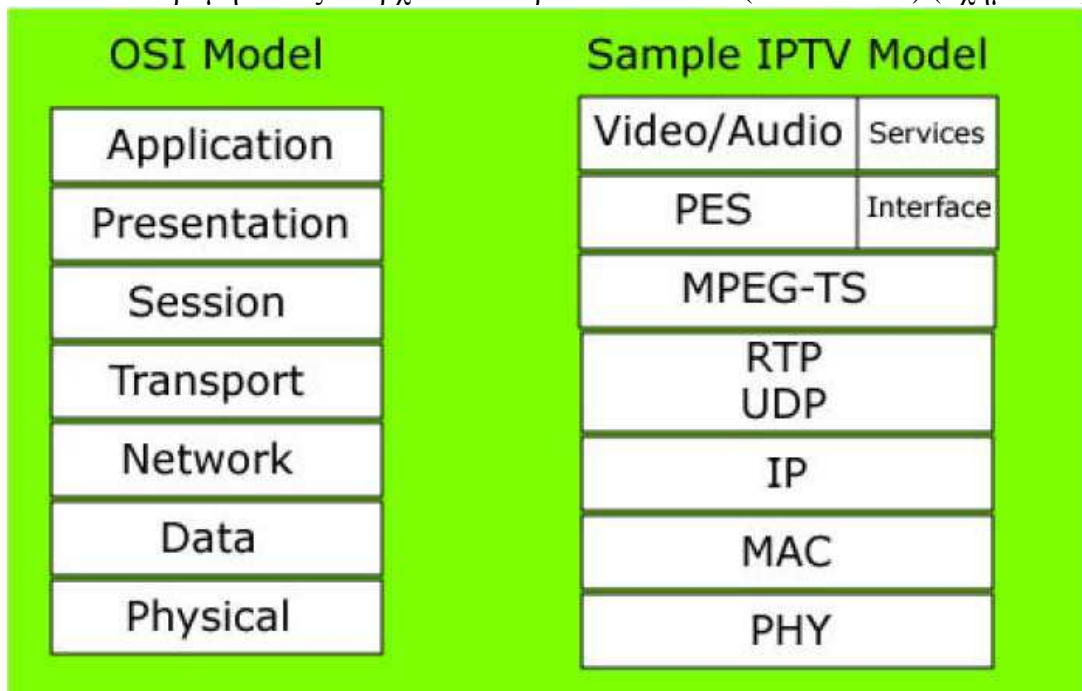 OSI Model
Application
Presentation
Session
Transport
Network
Data
Physical
Sample IPTV Model
Video/Audio Services
PES Interface
MPEG-TS
RTP
UDP
IP
MAC
PHY